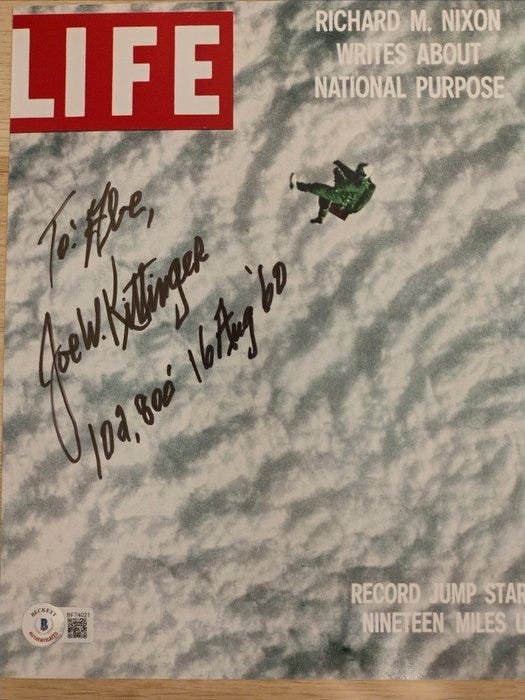 LIFE
RICHARD M. NIXON
WRITES ABOUT
NATIONAL PURPOSE
To: Abe,
Joe W. Kittinger
102,800' 16 Aug '60
RECORD JUMP STAR
NINETEEN MILES
BECKETT
B
AUTHENTICATED
BF74021